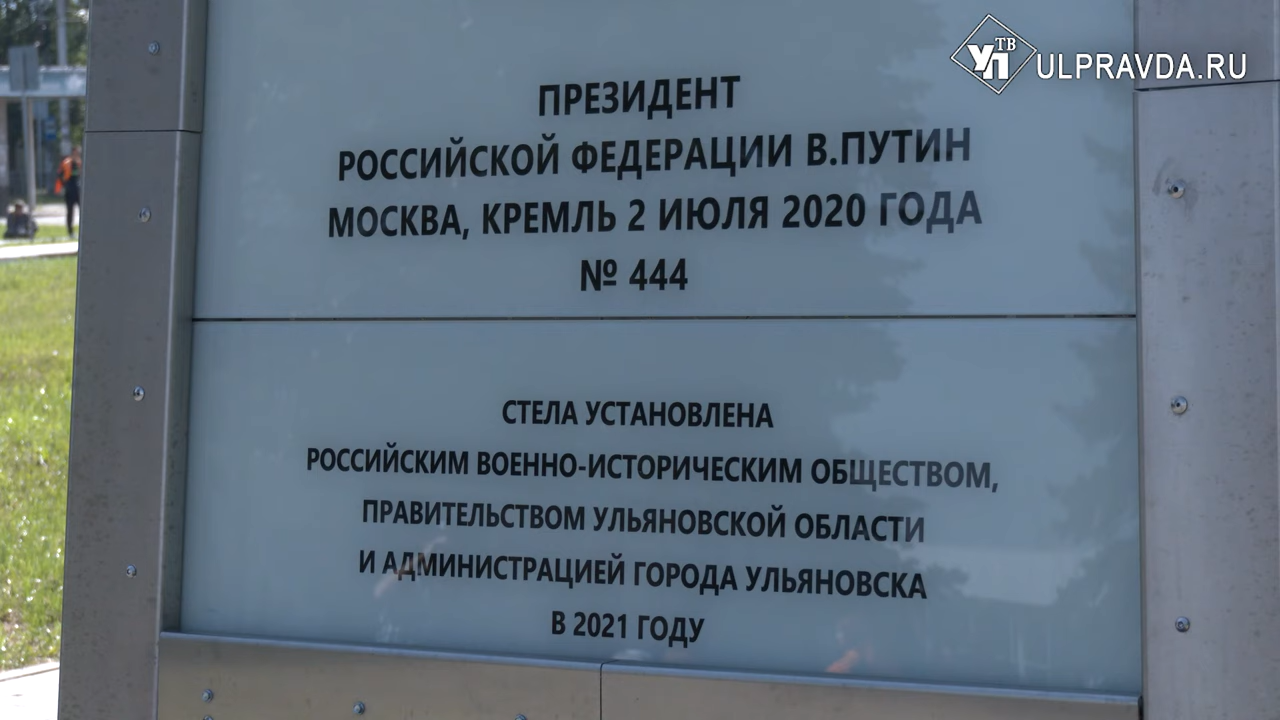 УП ТВ ULPRAVDA.RU
ПРЕЗИДЕНТ
РОССИЙСКОЙ ФЕДЕРАЦИИ В.ПУТИН
МОСКВА, КРЕМЛЬ 2 ИЮЛЯ 2020 ГОДА
№ 444
СТЕЛА УСТАНОВЛЕНА
РОССИЙСКИМ ВОЕННО-ИСТОРИЧЕСКИМ ОБЩЕСТВОМ,
ПРАВИТЕЛЬСТВОМ УЛЬЯНОВСКОЙ ОБЛАСТИ
И АДМИНИСТРАЦИЕЙ ГОРОДА УЛЬЯНОВСКА
В 2021 ГОДУ